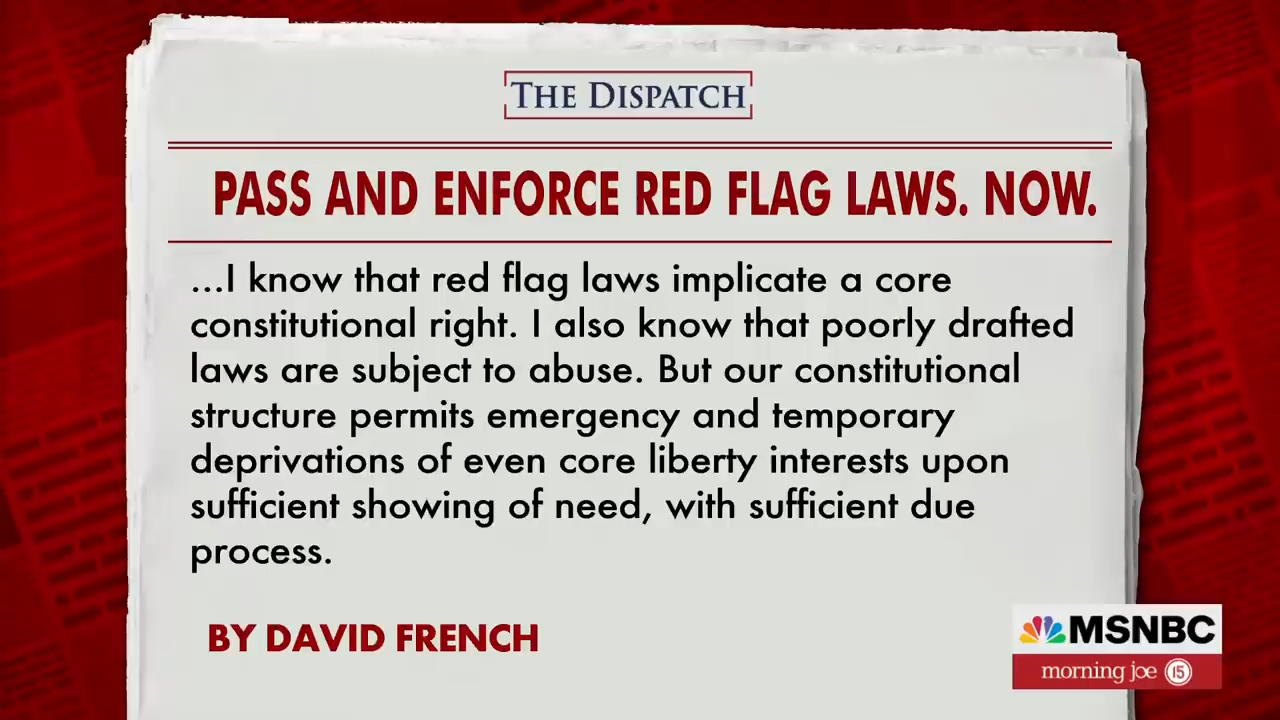 THE DISPATCH
PASS AND ENFORCE RED FLAG LAWS. NOW.
...I know that red flag laws implicate a core
constitutional right. I also know that poorly drafted
laws are subject to abuse. But our constitutional
structure permits emergency and temporary
deprivations of even core liberty interests upon
sufficient showing of need, with sufficient due
process.
BY DAVID FRENCH
MSNBC
morning joe 15